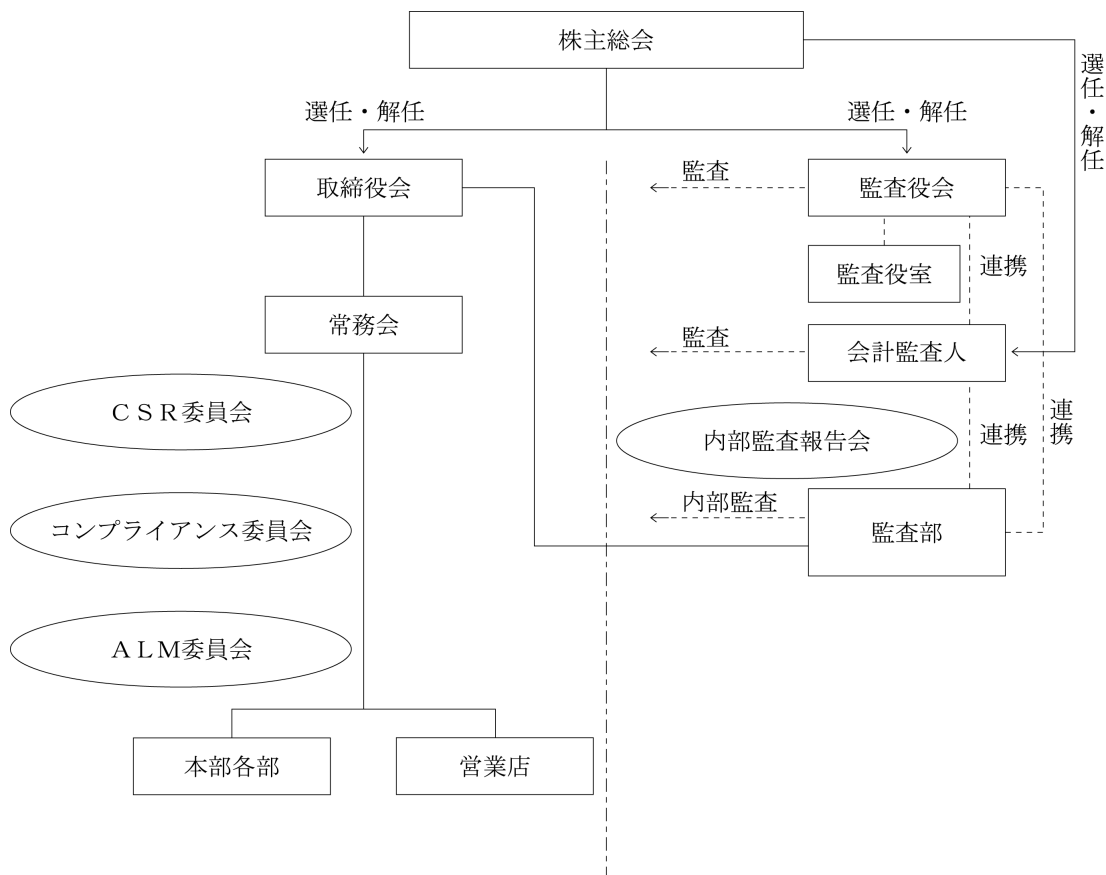 株主総会
選任・解任
選任・解任
選任・解任
取締役会
監査
監査役会
監査役室
連携
常務会
監査
会計監査人
CSR委員会
内部監査報告会
連携
連携
コンプライアンス委員会
内部監査
監査部
ALM委員会
本部各部
営業店